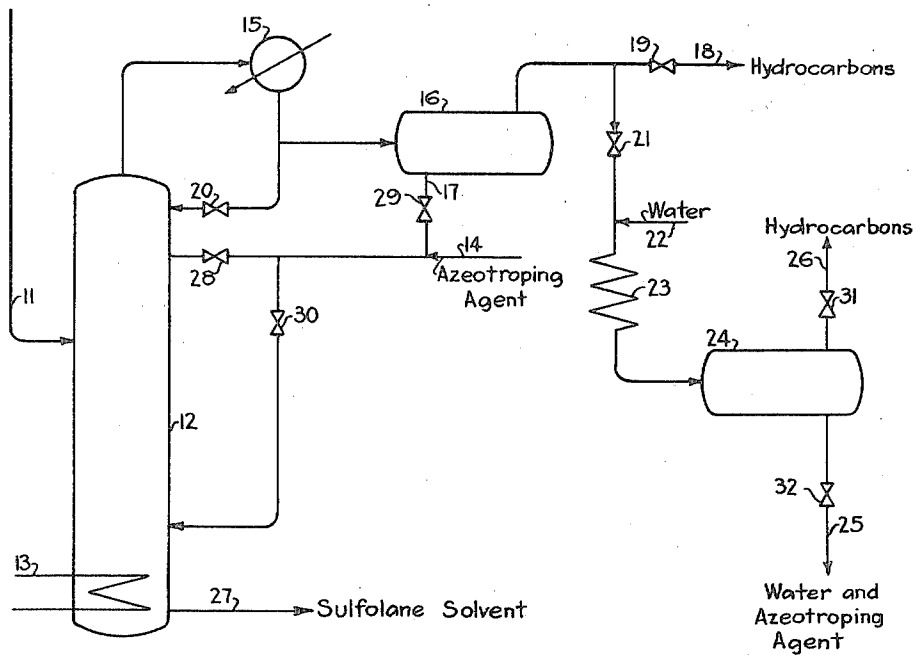 15
19
18
Hydrocarbons
16
21
20
29
17
Water
22
14
Hydrocarbons
26
28
Azeotroping
Agent
23
11
30
31
24
12
32
25
13
27
Sulfolane Solvent
Water and
Azeotroping
Agent